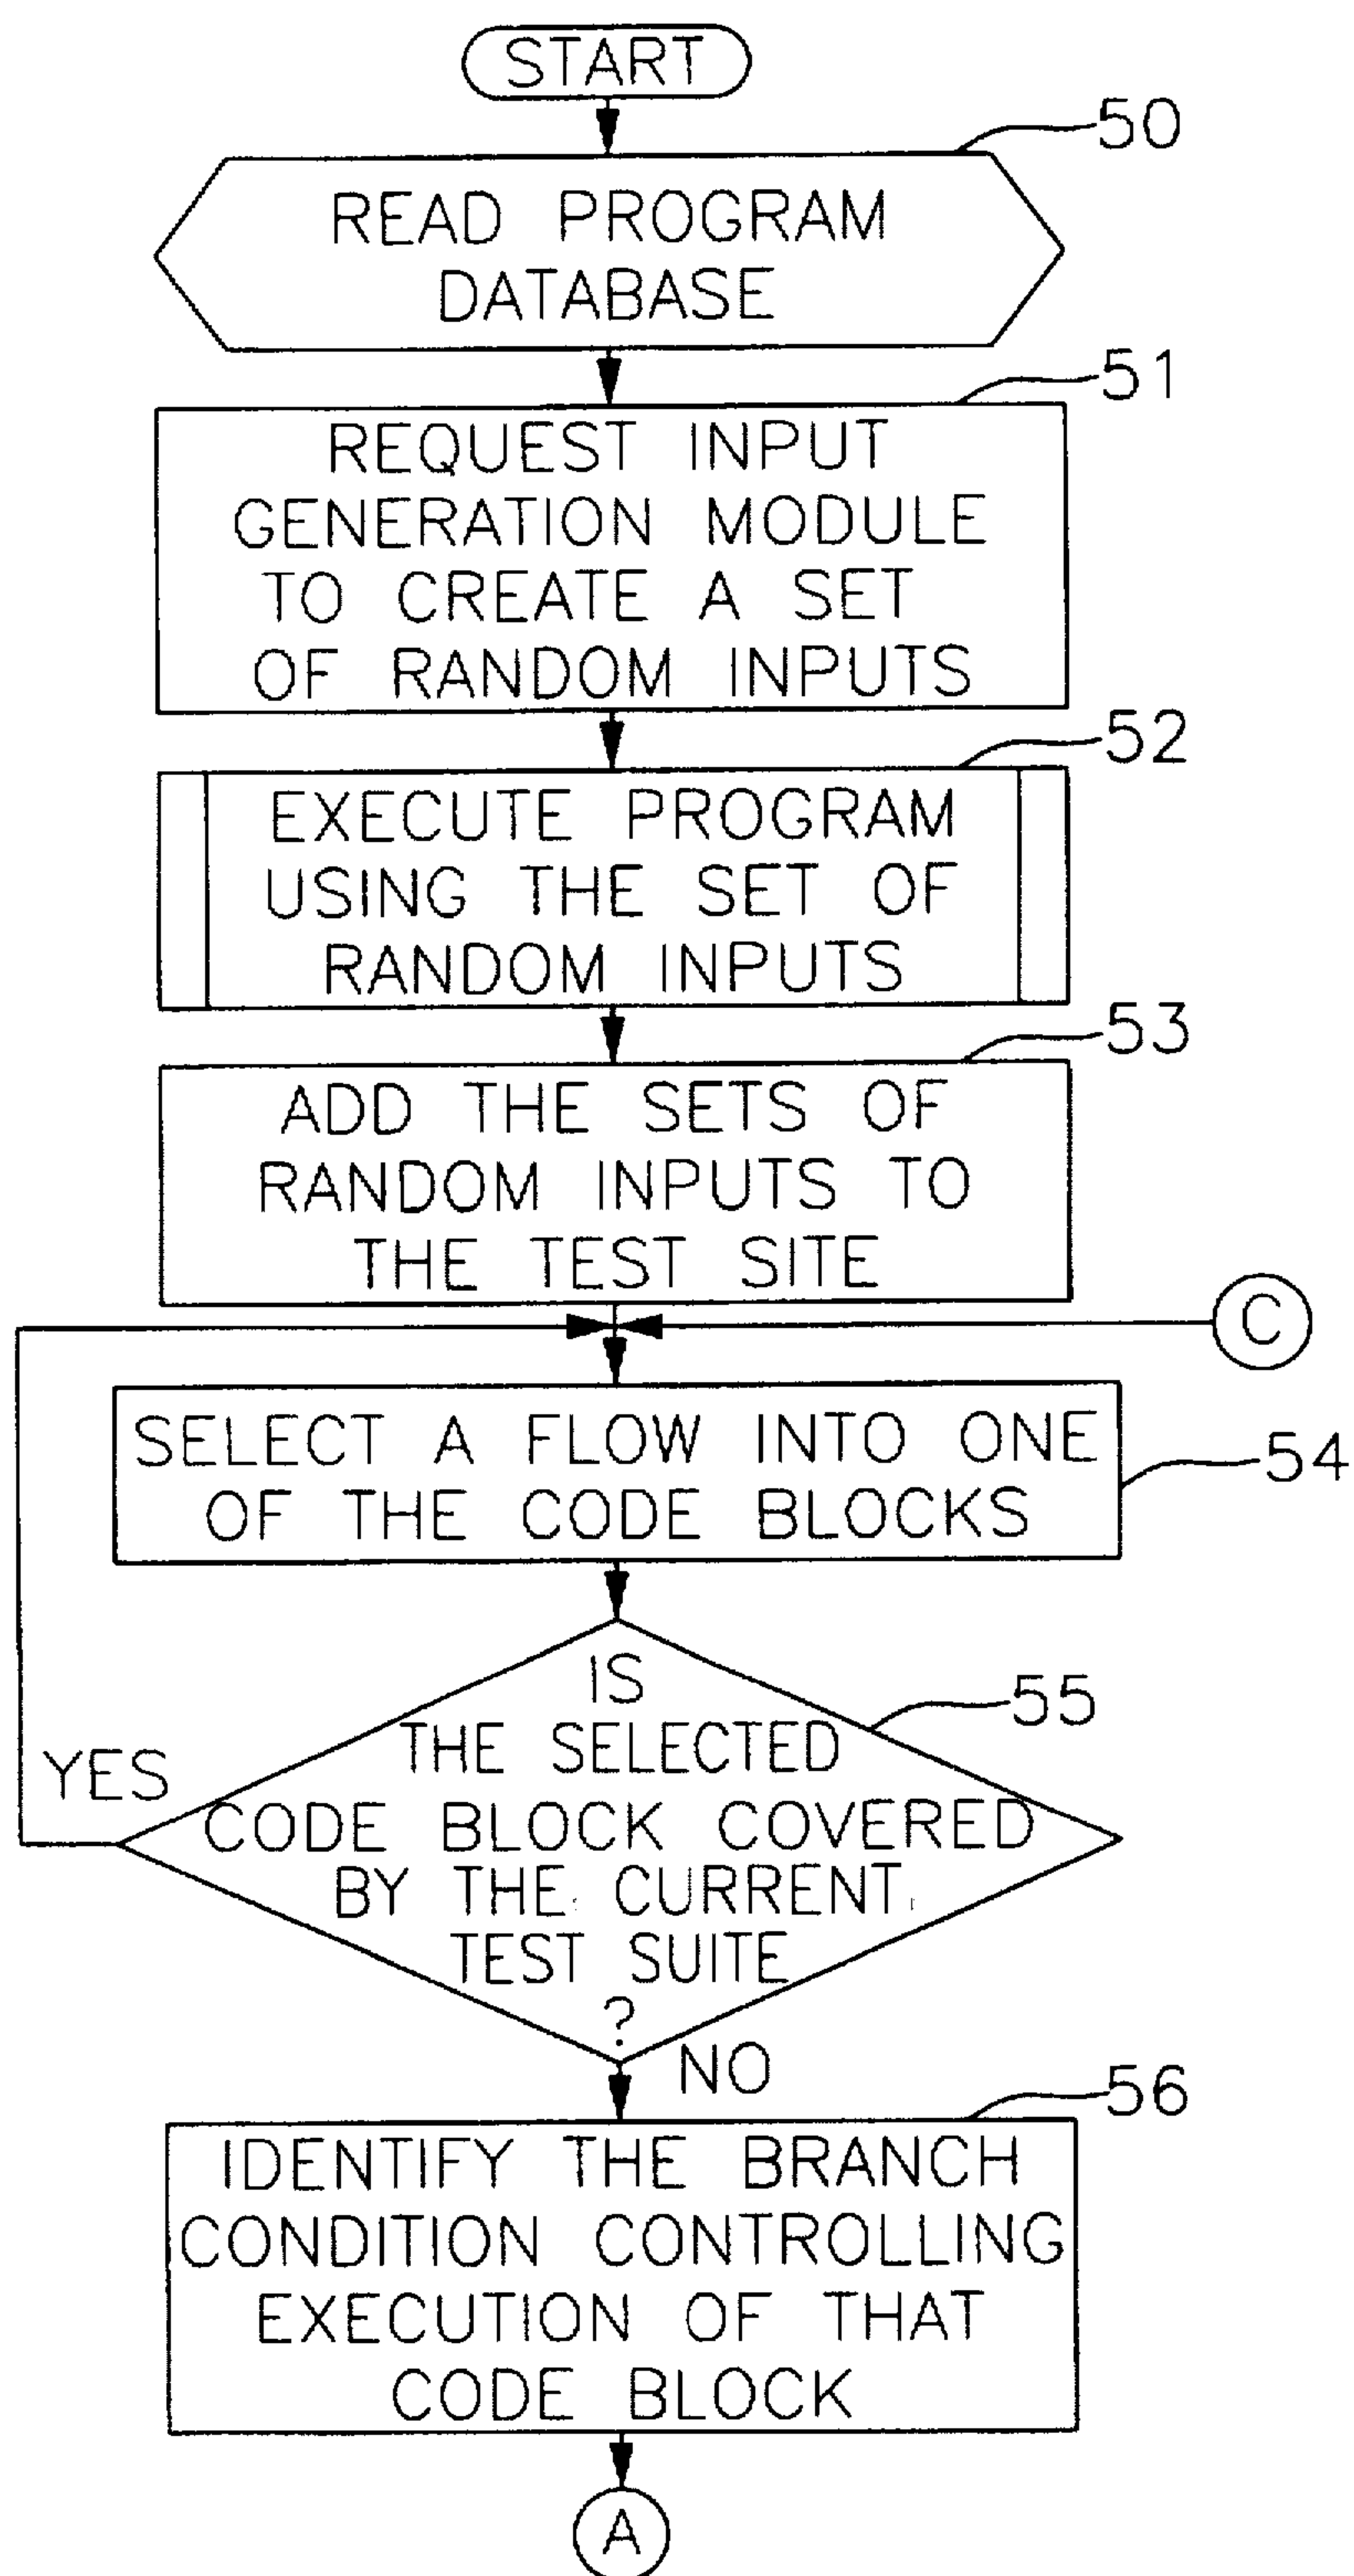 START
50
READ PROGRAM
DATABASE
51
REQUEST INPUT
GENERATION MODULE
TO CREATE A SET
OF RANDOM INPUTS
52
EXECUTE PROGRAM
USING THE SET OF
RANDOM INPUTS
53
ADD THE SETS OF
RANDOM INPUTS TO
THE TEST SITE
C
SELECT A FLOW INTO ONE
OF THE CODE BLOCKS
54
IS
THE SELECTED
CODE BLOCK COVERED
BY THE CURRENT
TEST SUITE
?
55
YES
NO
56
IDENTIFY THE BRANCH
CONDITION CONTROLLING
EXECUTION OF THAT
CODE BLOCK
A